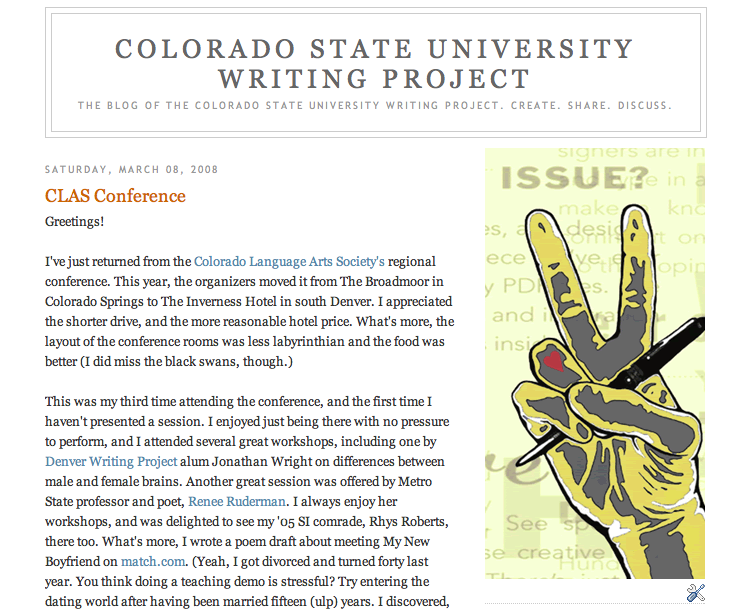 COLORADO STATE UNIVERSITY
WRITING PROJECT
THE BLOG OF THE COLORADO STATE UNIVERSITY WRITING PROJECT. CREATE. SHARE. DISCUSS.
SATURDAY, MARCH 08, 2008
CLAS Conference
Greetings!
I've just returned from the Colorado Language Arts Society's regional
conference. This year, the organizers moved it from The Broadmoor in
Colorado Springs to The Inverness Hotel in south Denver. I appreciated
the shorter drive, and the more reasonable hotel price. What's more, the
layout of the conference rooms was less labyrinthian and the food was
better (I did miss the black swans, though.)
This was my third time attending the conference, and the first time I
haven't presented a session. I enjoyed just being there with no pressure
to perform, and I attended several great workshops, including one by
Denver Writing Project alum Jonathan Wright on differences between
male and female brains. Another great session was offered by Metro
State professor and poet, Renee Ruderman. I always enjoy her
workshops, and was delighted to see my '05 SI comrade, Rhys Roberts,
there too. What's more, I wrote a poem draft about meeting My New
Boyfriend on match.com. (Yeah, I got divorced and turned forty last
year. You think doing a teaching demo is stressful? Try entering the
dating world after having been married fifteen (ulp) years. I discovered,
signers are in
ISSUE?
type in a
make
design
PD
and i
insi
See sp
se creative